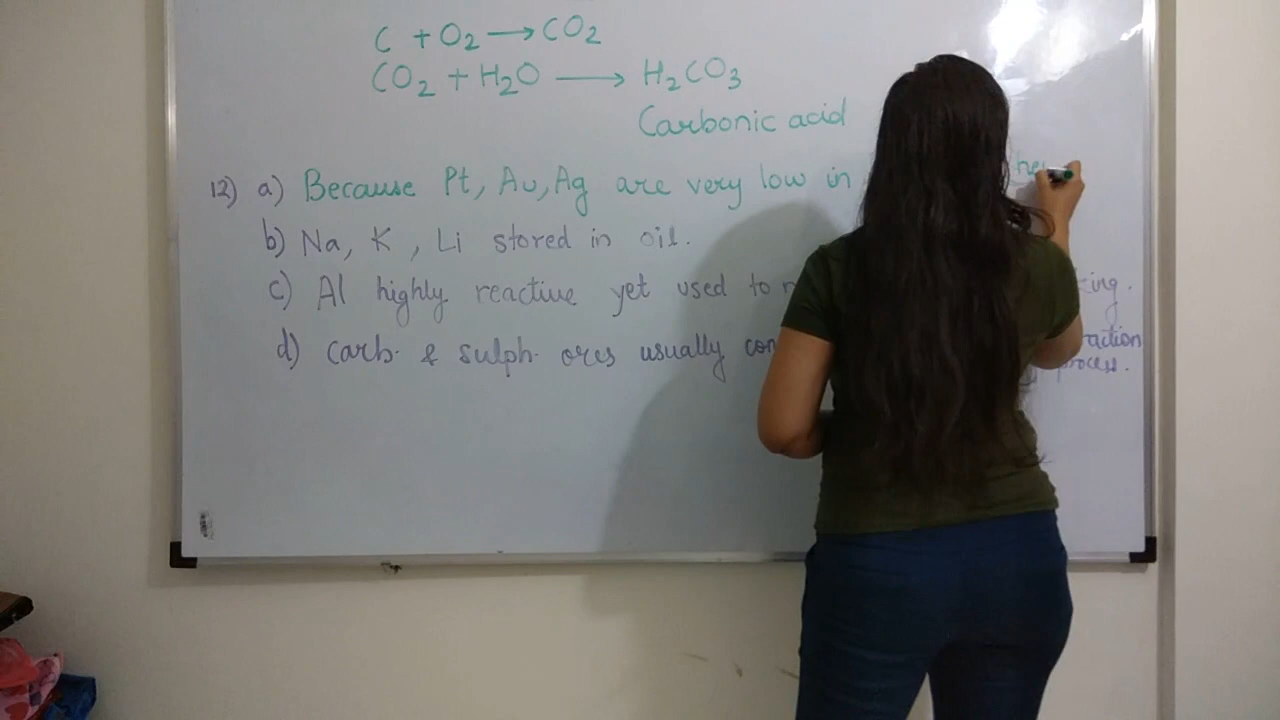 C + O₂ → CO₂
CO₂ + H₂O → H₂CO₃
Carbonic acid
12) a) Because Pt, Au, Ag are very low in
b) Na, K, Li stored in oil.
c) Al highly reactive yet used to
d) carb. & sulph. ores usually
process.